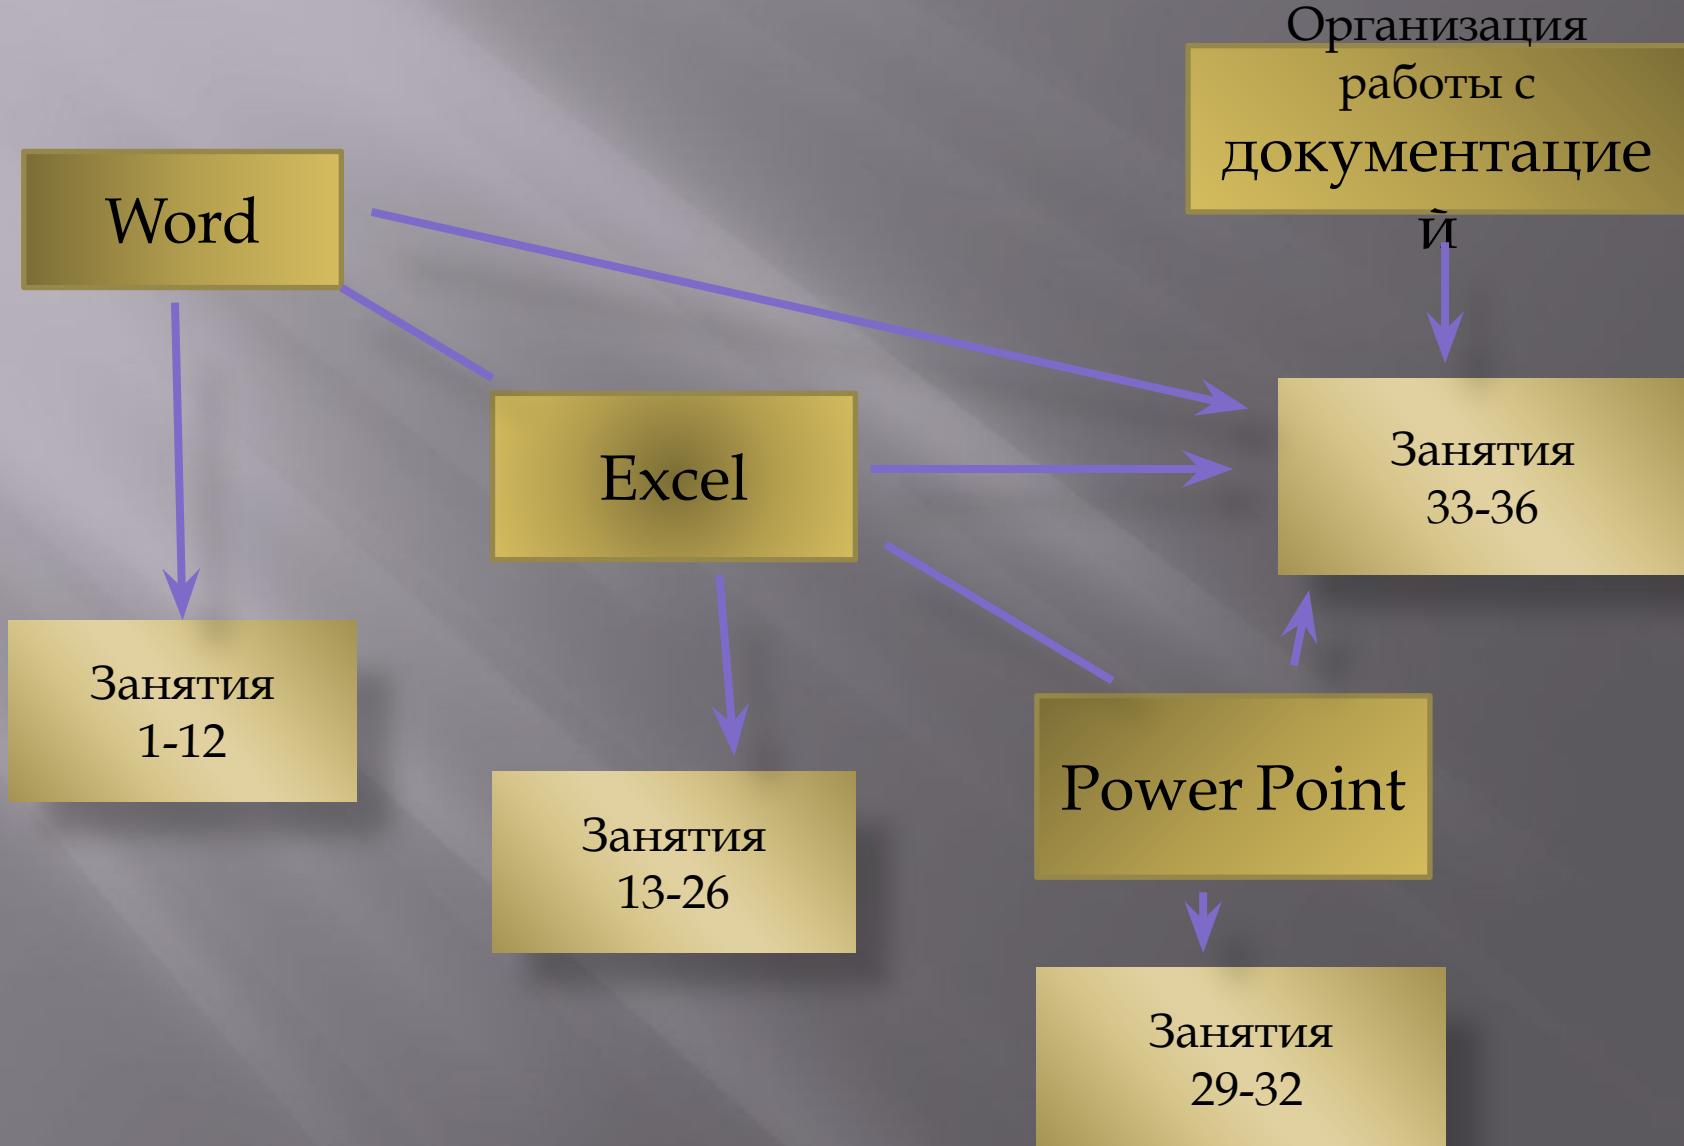 Организация
работы с
документацие
й
Word
Excel
Занятия
33-36
Занятия
1-12
Power Point
Занятия
13-26
Занятия
29-32